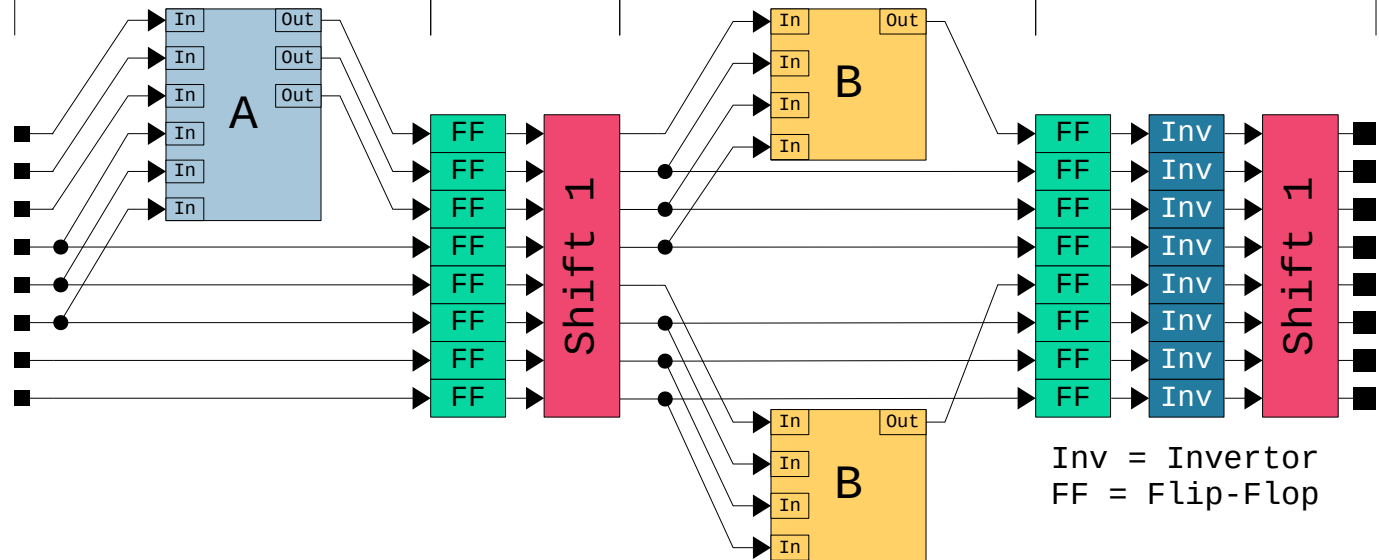 In
Out
In
Out
In
Out
In
In
In
A
FF
FF
FF
FF
FF
FF
FF
FF
Shift 1
In
Out
In
In
In
B
In
Out
In
In
In
B
FF
FF
FF
FF
FF
FF
FF
FF
Inv
Inv
Inv
Inv
Inv
Inv
Inv
Inv
Shift 1
Inv = Invertor
FF = Flip-Flop